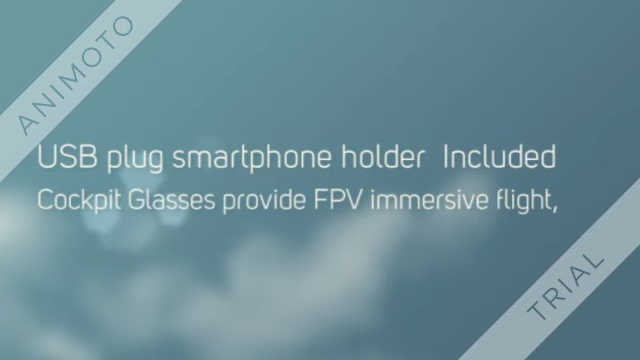 ANIMOTO
USB plug smartphone holder  Included
Cockpit Glasses provide FPV immersive flight,
TRIAL